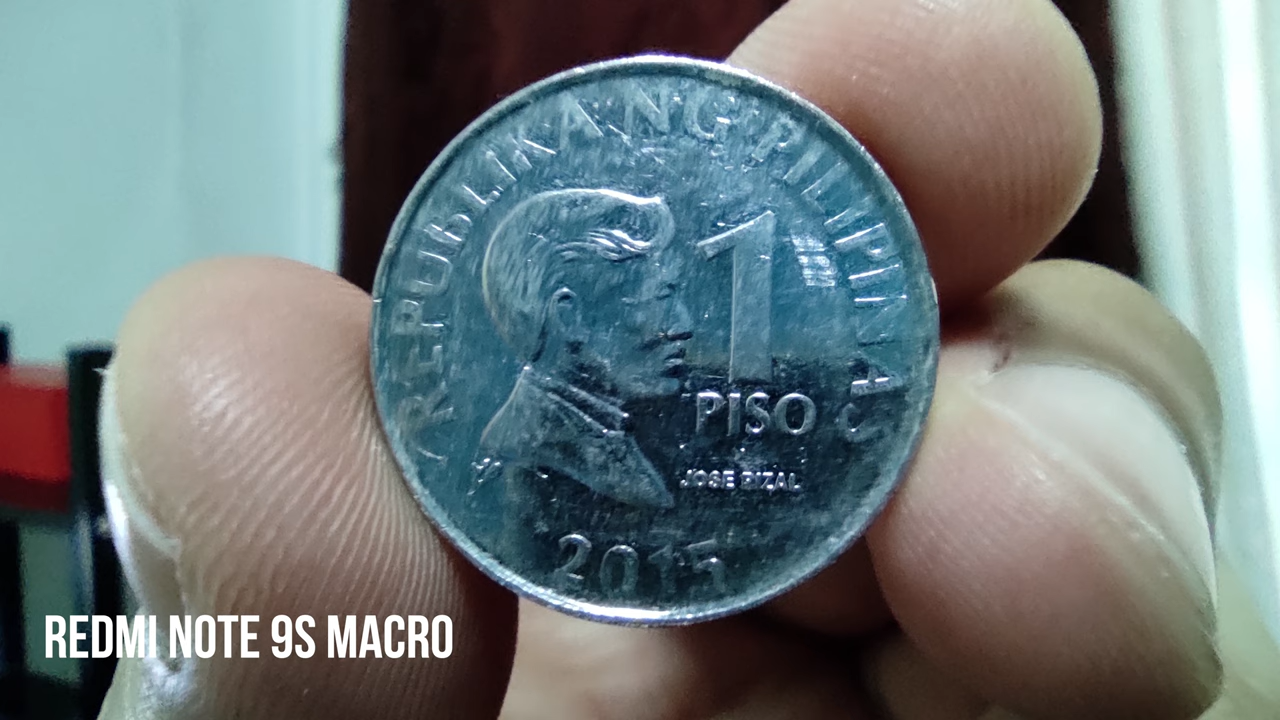 REPUBLIKA NG PILIPINAS
1
PISO
JOSE RIZAL
2015
REDMI NOTE 9S MACRO